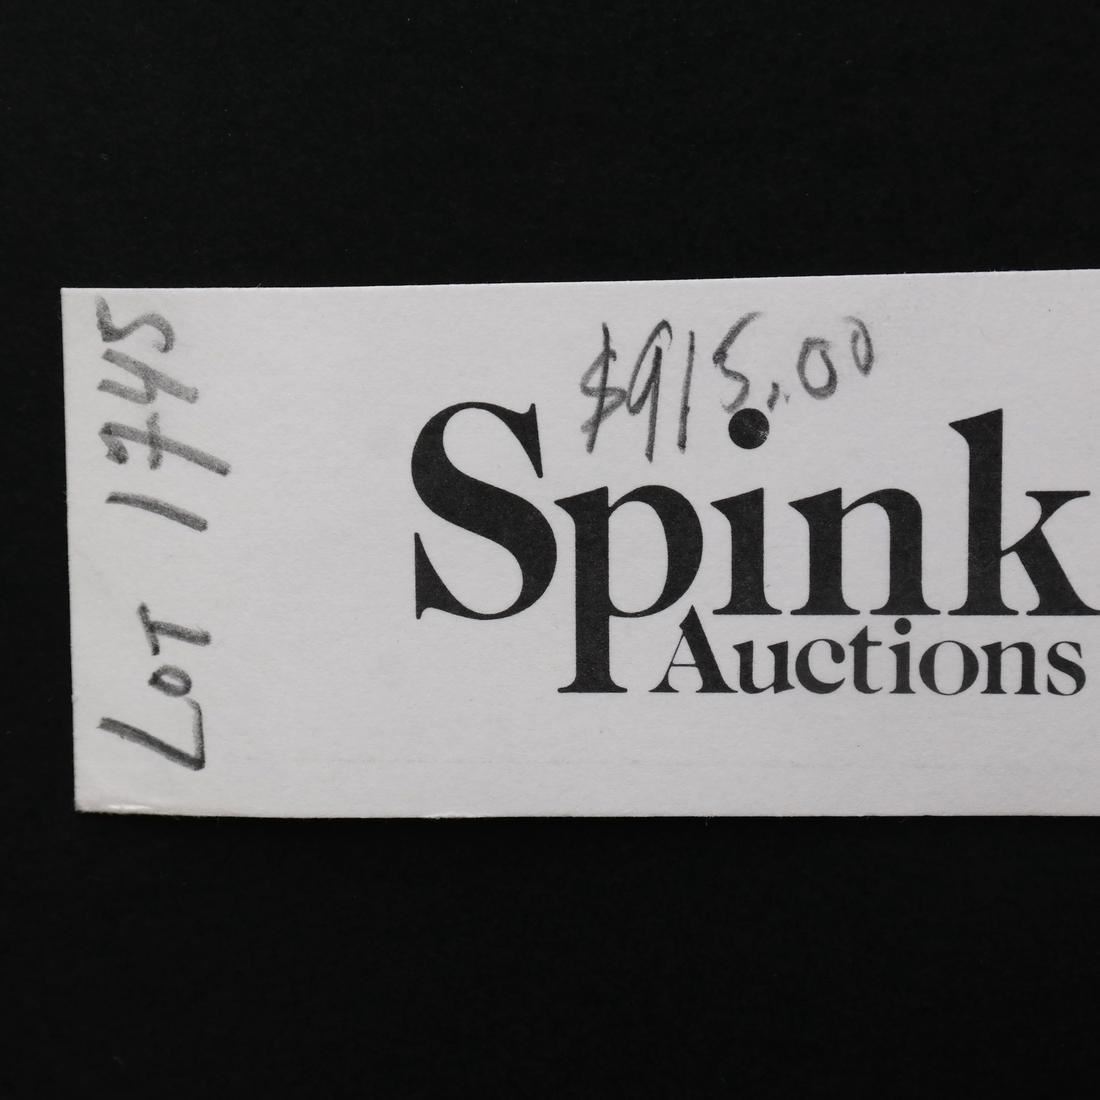 LOT 1745
$915.00
Spink
Auctions